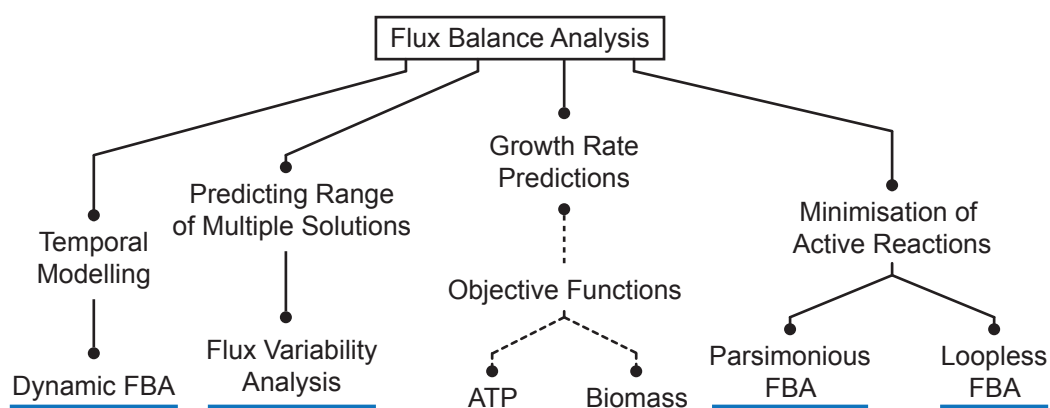 Flux Balance Analysis
Growth Rate
Predictions
Predicting Range
of Multiple Solutions
Minimisation of
Active Reactions
Temporal
Modelling
Objective Functions
Flux Variability
Analysis
Parsimonious
FBA
Loopless
FBA
Dynamic FBA
ATP
Biomass